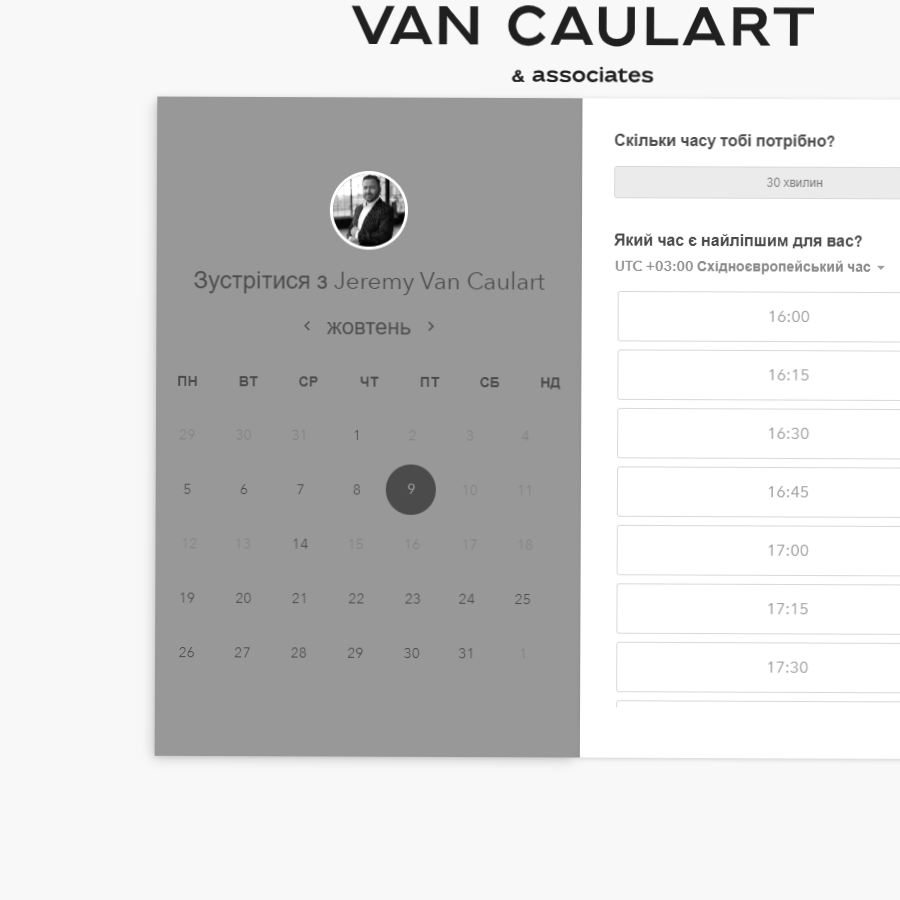 VAN CAULART
& associates
Зустрітися з Jeremy Van Caulart
жовтень
ПН ВТ СР ЧТ ПТ СБ НД
29 30 31 1 2 3 4
5 6 7 8 9 10 11
12 13 14 15 16 17 18
19 20 21 22 23 24 25
26 27 28 29 30 31 1
Скільки часу тобі потрібно?
30 хвилин
Який час є найліпшим для вас?
UTC +03:00 Східноєвропейський час
16:00
16:15
16:30
16:45
17:00
17:15
17:30